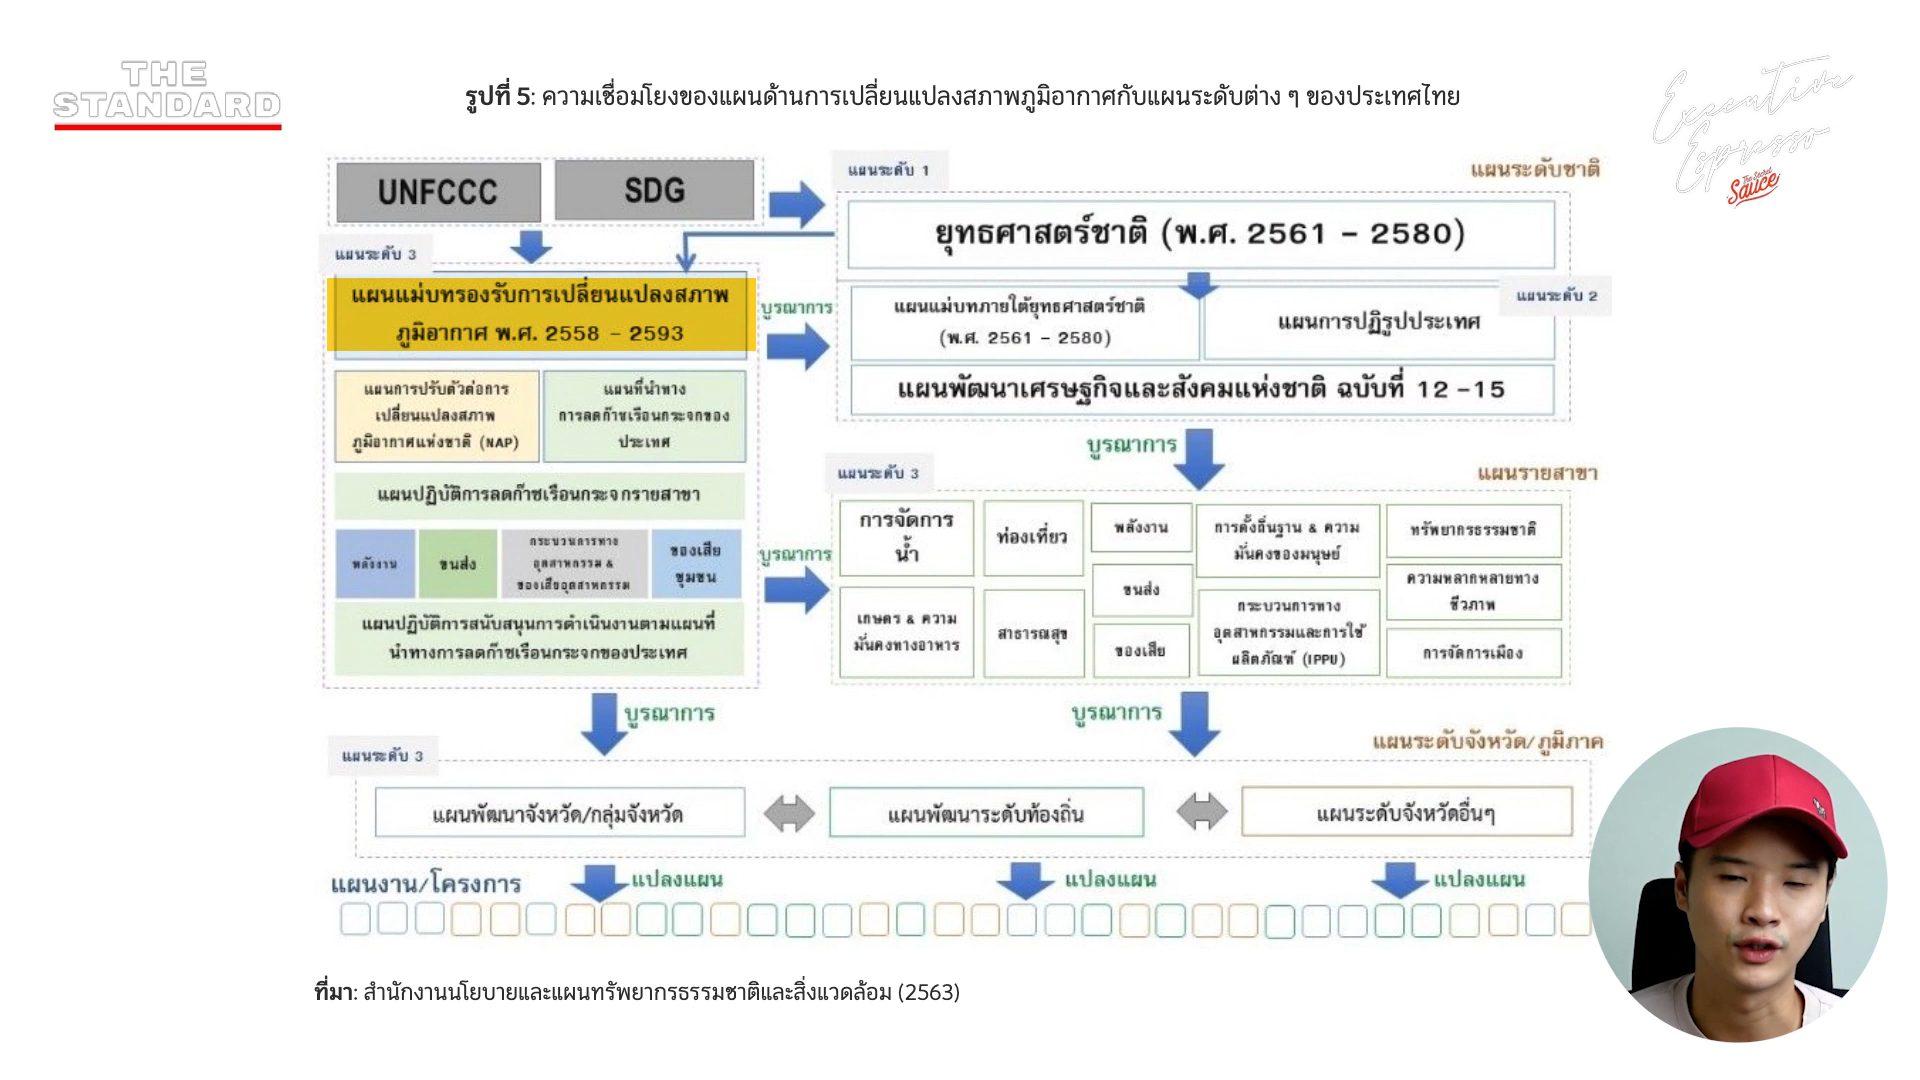 THE
STANDARD
รูปที่ 5: ความเชื่อมโยงของแผนด้านการเปลี่ยนแปลงสภาพภูมิอากาศกับแผนระดับต่าง ๆ ของประเทศไทย
Executive
Espresso
The Secret
Sauce
UNFCCC
SDG
แผนระดับ 1
แผนระดับชาติ
ยุทธศาสตร์ชาติ (พ.ศ. 2561 – 2580)
แผนระดับ 3
แผนแม่บทรองรับการเปลี่ยนแปลงสภาพ
ภูมิอากาศ พ.ศ. 2558 – 2593
บูรณาการ
แผนระดับ 2
แผนแม่บทภายใต้ยุทธศาสตร์ชาติ
(พ.ศ. 2561 – 2580)
แผนการปฏิรูปประเทศ
แผนพัฒนาเศรษฐกิจและสังคมแห่งชาติ ฉบับที่ 12 –15
แผนการปรับตัวต่อการ
เปลี่ยนแปลงสภาพ
ภูมิอากาศแห่งชาติ (NAP)
แผนที่นำทาง
การลดก๊าซเรือนกระจกของ
ประเทศ
บูรณาการ
แผนปฏิบัติการลดก๊าซเรือนกระจกรายสาขา
พลังงาน
ขนส่ง
กระบวนการทาง
อุตสาหกรรม &
ของเสียอุตสาหกรรม
ของเสีย
ชุมชน
แผนปฏิบัติการสนับสนุนการดำเนินงานตามแผนที่
นำทางการลดก๊าซเรือนกระจกของประเทศ
บูรณาการ
แผนระดับ 3
แผนรายสาขา
การจัดการ
น้ำ
ท่องเที่ยว
พลังงาน
การตั้งถิ่นฐาน & ความ
มั่นคงของมนุษย์
ทรัพยากรธรรมชาติ
ขนส่ง
ความหลากหลายทาง
ชีวภาพ
เกษตร & ความ
มั่นคงทางอาหาร
สาธารณสุข
ของเสีย
กระบวนการทาง
อุตสาหกรรมและการใช้
ผลิตภัณฑ์ (IPPU)
การจัดการเมือง
บูรณาการ
บูรณาการ
แผนระดับ 3
แผนระดับจังหวัด/ภูมิภาค
แผนพัฒนาจังหวัด/กลุ่มจังหวัด
แผนพัฒนาระดับท้องถิ่น
แผนระดับจังหวัดอื่นๆ
แผนงาน/โครงการ
แปลงแผน
แปลงแผน
แปลงแผน
ที่มา: สำนักงานนโยบายและแผนทรัพยากรธรรมชาติและสิ่งแวดล้อม (2563)